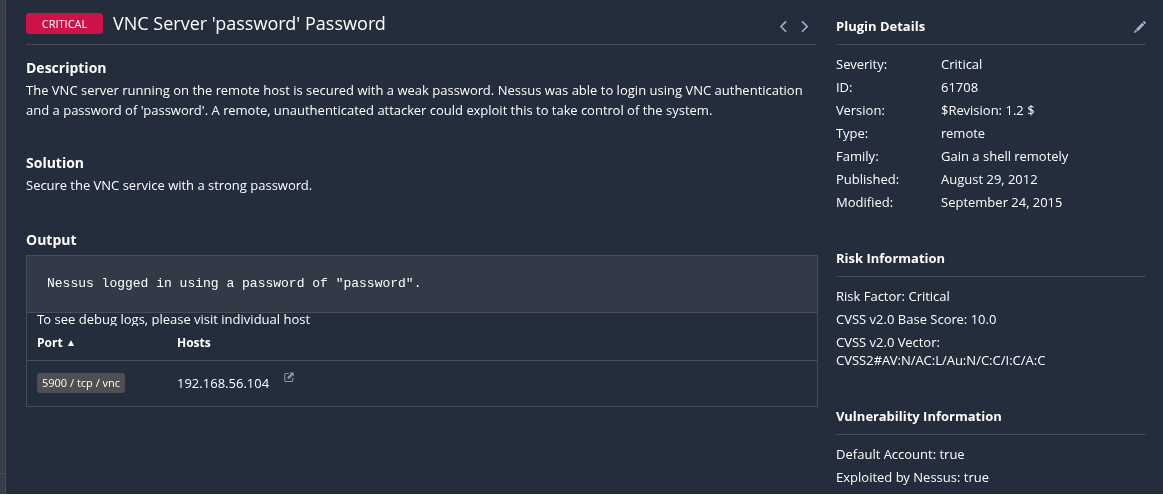 CRITICAL VNC Server 'password' Password
Description
The VNC server running on the remote host is secured with a weak password. Nessus was able to login using VNC authentication
and a password of 'password'. A remote, unauthenticated attacker could exploit this to take control of the system.
Solution
Secure the VNC service with a strong password.
Output
Nessus logged in using a password of "password".
To see debug logs, please visit individual host
Port ▲ Hosts
5900 / tcp / vnc 192.168.56.104
Plugin Details
Severity: Critical
ID: 61708
Version: $Revision: 1.2 $
Type: remote
Family: Gain a shell remotely
Published: August 29, 2012
Modified: September 24, 2015
Risk Information
Risk Factor: Critical
CVSS v2.0 Base Score: 10.0
CVSS v2.0 Vector:
CVSS2#AV:N/AC:L/Au:N/C:C/I:C/A:C
Vulnerability Information
Default Account: true
Exploited by Nessus: true